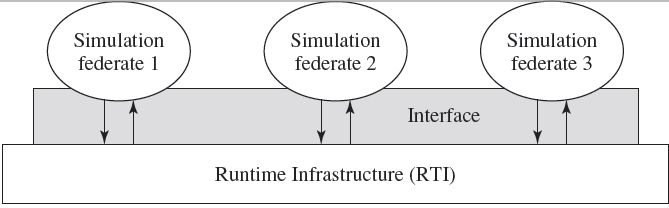 Simulation
federate 1
Simulation
federate 2
Simulation
federate 3
Interface
Runtime Infrastructure (RTI)